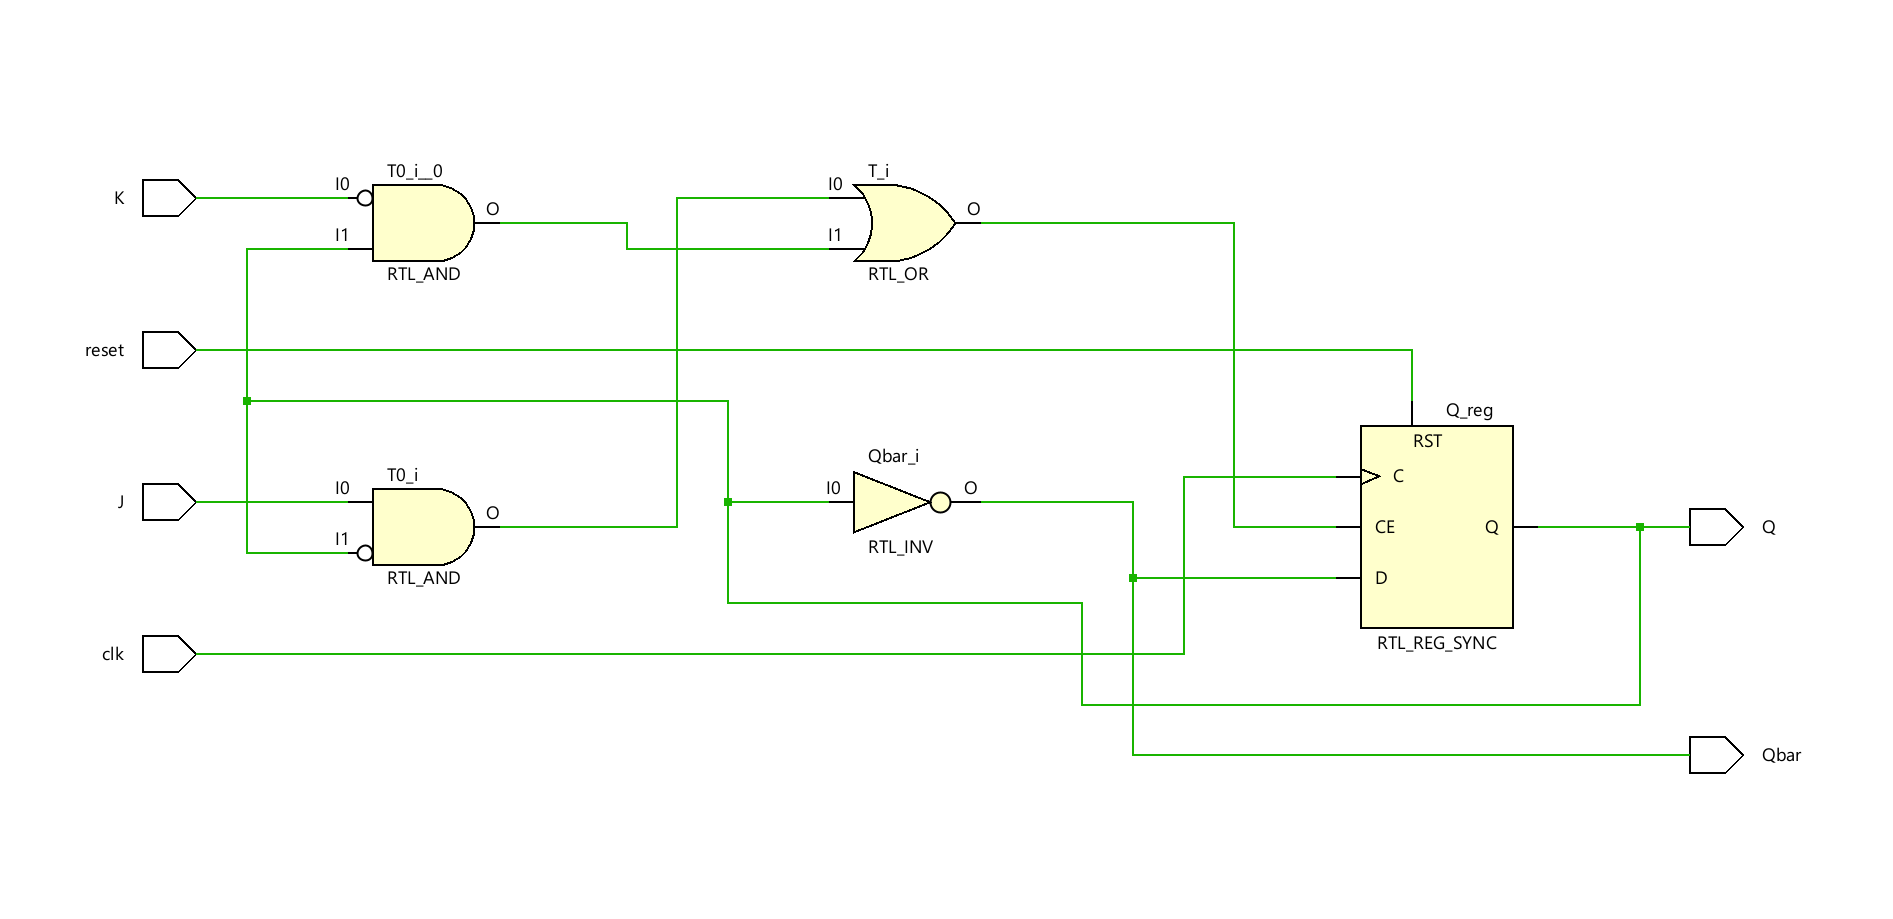 T0_i__0
T_i
K
I0
O
I1
RTL_AND
I0
O
I1
RTL_OR
reset
Q_reg
RST
C
CE
Q
D
RTL_REG_SYNC
T0_i
J
I0
O
I1
RTL_AND
Qbar_i
I0
O
RTL_INV
Q
clk
Qbar